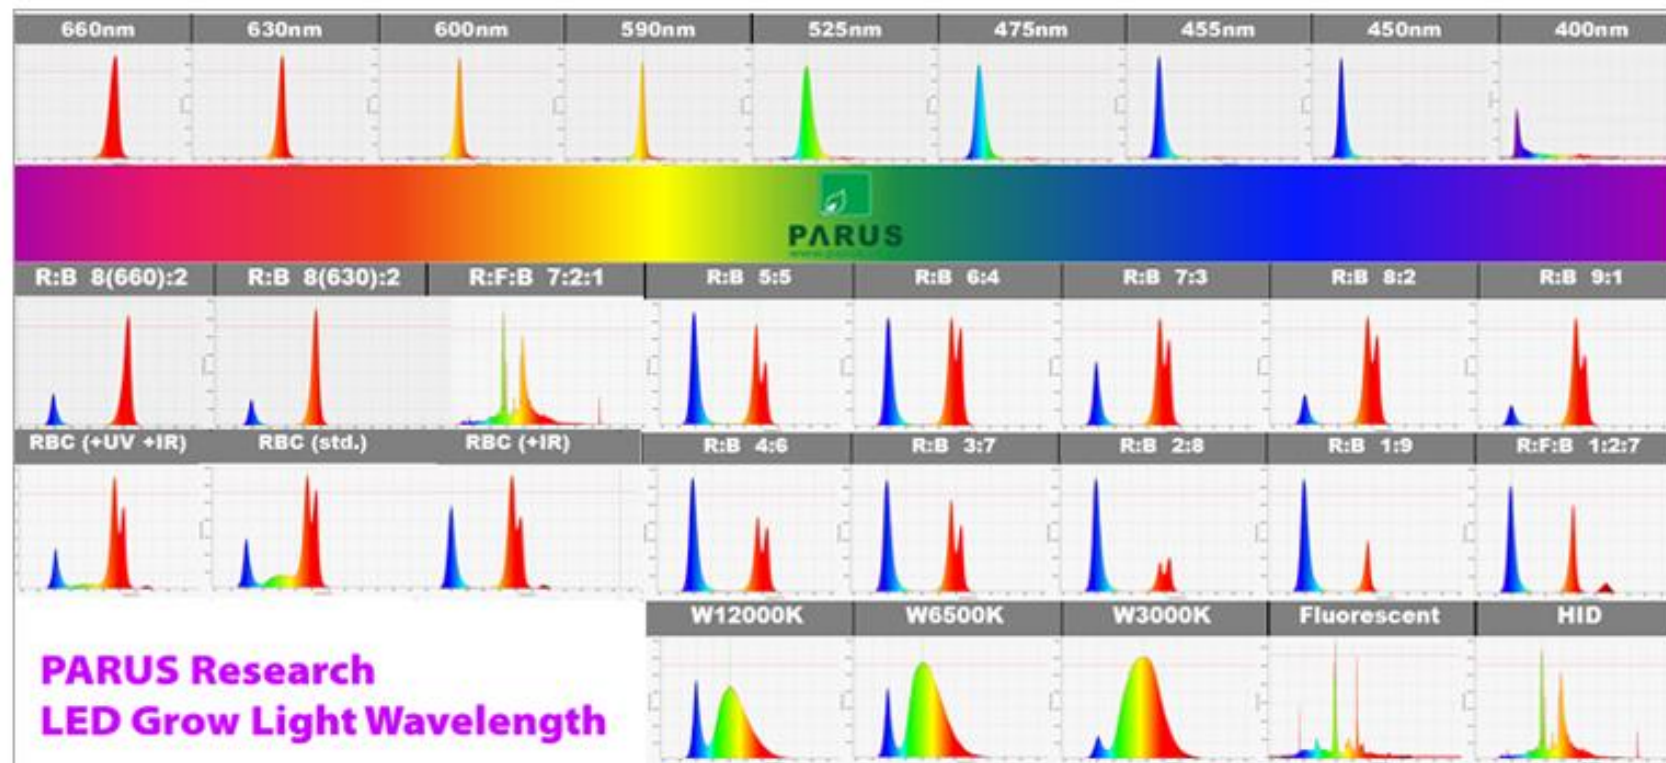 660nm 630nm 600nm 590nm 525nm 475nm 455nm 450nm 400nm
PΛRUS
R:B 8(660):2 R:B 8(630):2 R:F:B 7:2:1 R:B 5:5 R:B 6:4 R:B 7:3 R:B 8:2 R:B 9:1
RBC (+UV +IR) RBC (std.) RBC (+IR) R:B 4:6 R:B 3:7 R:B 2:8 R:B 1:9 R:F:B 1:2:7
W12000K W6500K W3000K Fluorescent HID
PARUS Research
LED Grow Light Wavelength